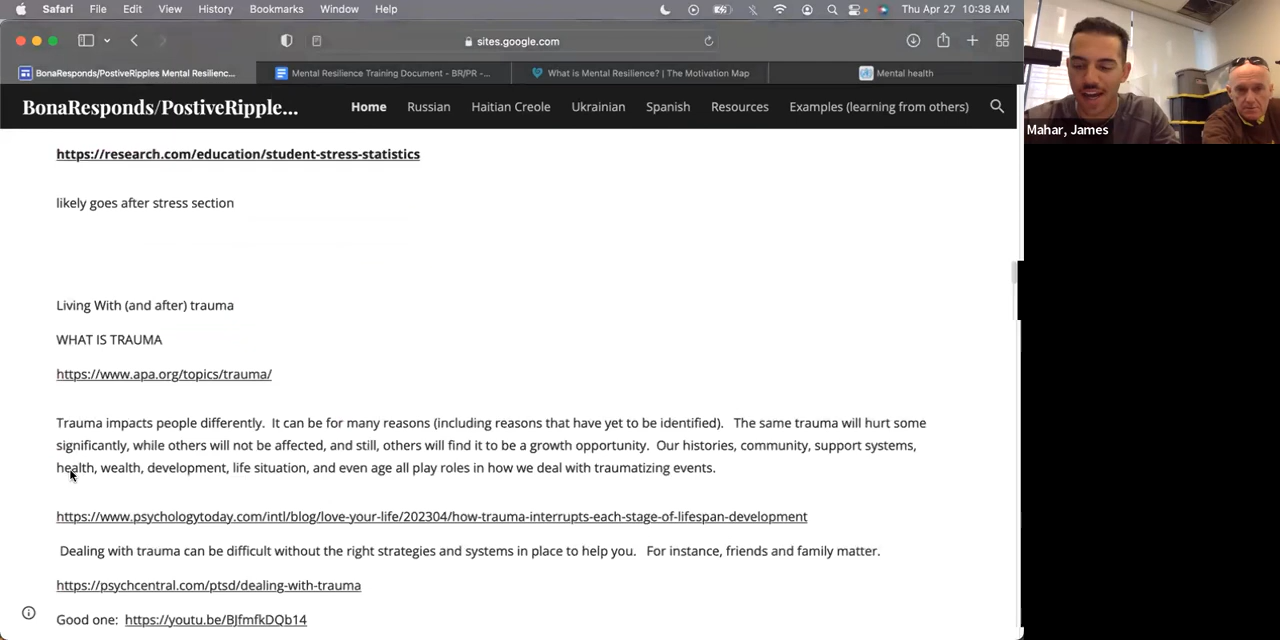 Safari File Edit View History Bookmarks Window Help Thu Apr 27 10:38 AM
sites.google.com
BonaResponds/PostiveRipples Mental Resilienc... Mental Resilience Training Document - BR/PR -... What is Mental Resilience? | The Motivation Map Mental health
BonaResponds/PostiveRipple... Home Russian Haitian Creole Ukrainian Spanish Resources Examples (learning from others)
Mahar, James
https://research.com/education/student-stress-statistics
likely goes after stress section
Living With (and after) trauma
WHAT IS TRAUMA
https://www.apa.org/topics/trauma/
Trauma impacts people differently. It can be for many reasons (including reasons that have yet to be identified). The same trauma will hurt some
significantly, while others will not be affected, and still, others will find it to be a growth opportunity. Our histories, community, support systems,
health, wealth, development, life situation, and even age all play roles in how we deal with traumatizing events.
https://www.psychologytoday.com/intl/blog/love-your-life/202304/how-trauma-interrupts-each-stage-of-lifespan-development
Dealing with trauma can be difficult without the right strategies and systems in place to help you. For instance, friends and family matter.
https://psychcentral.com/ptsd/dealing-with-trauma
Good one: https://youtu.be/BJfmfkDQb14